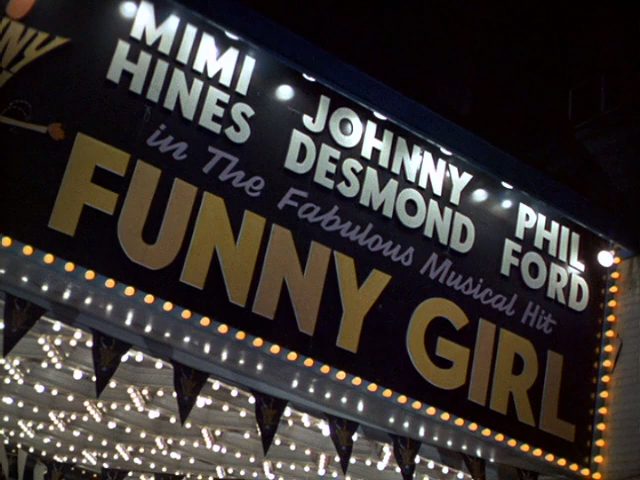 MIMI HINES
JOHNNY DESMOND
PHIL FORD
in The Fabulous Musical Hit
FUNNY GIRL